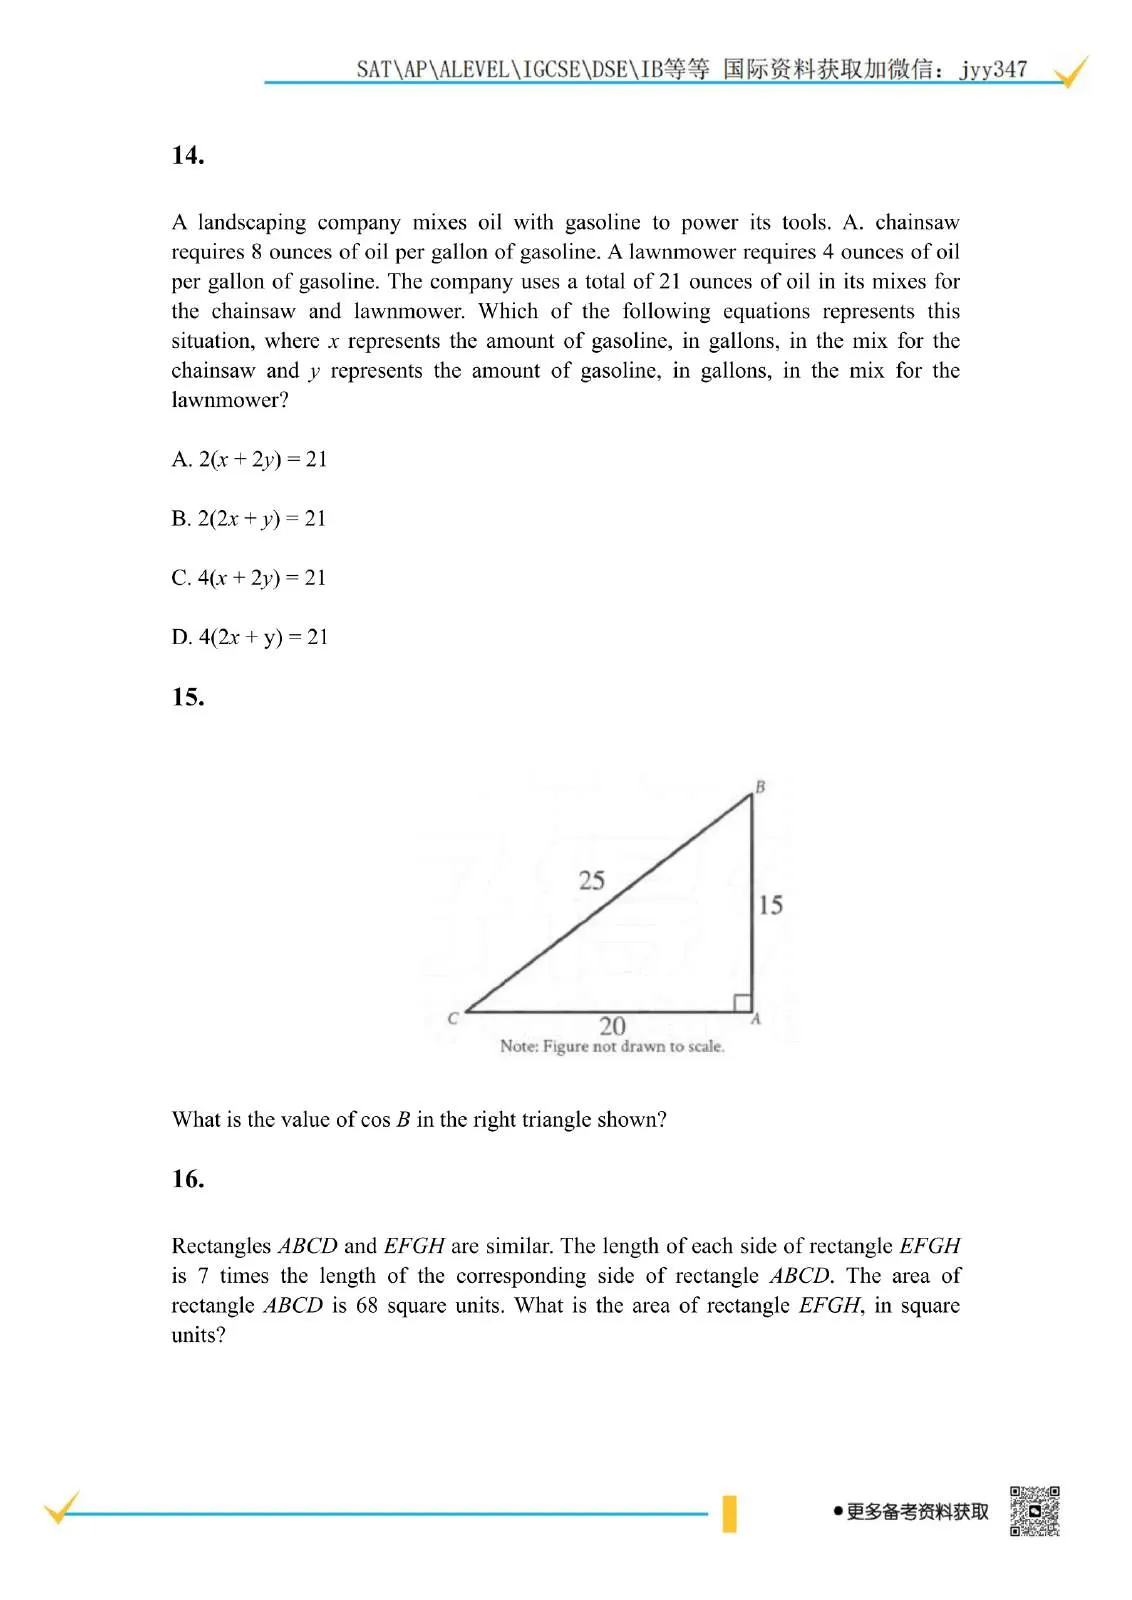 SAT\AP\ALEVEL\IGCSE\DSE\IB等等 国际资料获取加微信：jyy347
14.
A landscaping company mixes oil with gasoline to power its tools. A. chainsaw
requires 8 ounces of oil per gallon of gasoline. A lawnmower requires 4 ounces of oil
per gallon of gasoline. The company uses a total of 21 ounces of oil in its mixes for
the chainsaw and lawnmower. Which of the following equations represents this
situation, where x represents the amount of gasoline, in gallons, in the mix for the
chainsaw and y represents the amount of gasoline, in gallons, in the mix for the
lawnmower?
A. 2(x + 2y) = 21
B. 2(2x + y) = 21
C. 4(x + 2y) = 21
D. 4(2x + y) = 21
15.
B
25
15
C
20
A
Note: Figure not drawn to scale.
What is the value of cos B in the right triangle shown?
16.
Rectangles ABCD and EFGH are similar. The length of each side of rectangle EFGH
is 7 times the length of the corresponding side of rectangle ABCD. The area of
rectangle ABCD is 68 square units. What is the area of rectangle EFGH, in square
units?
●更多备考资料获取